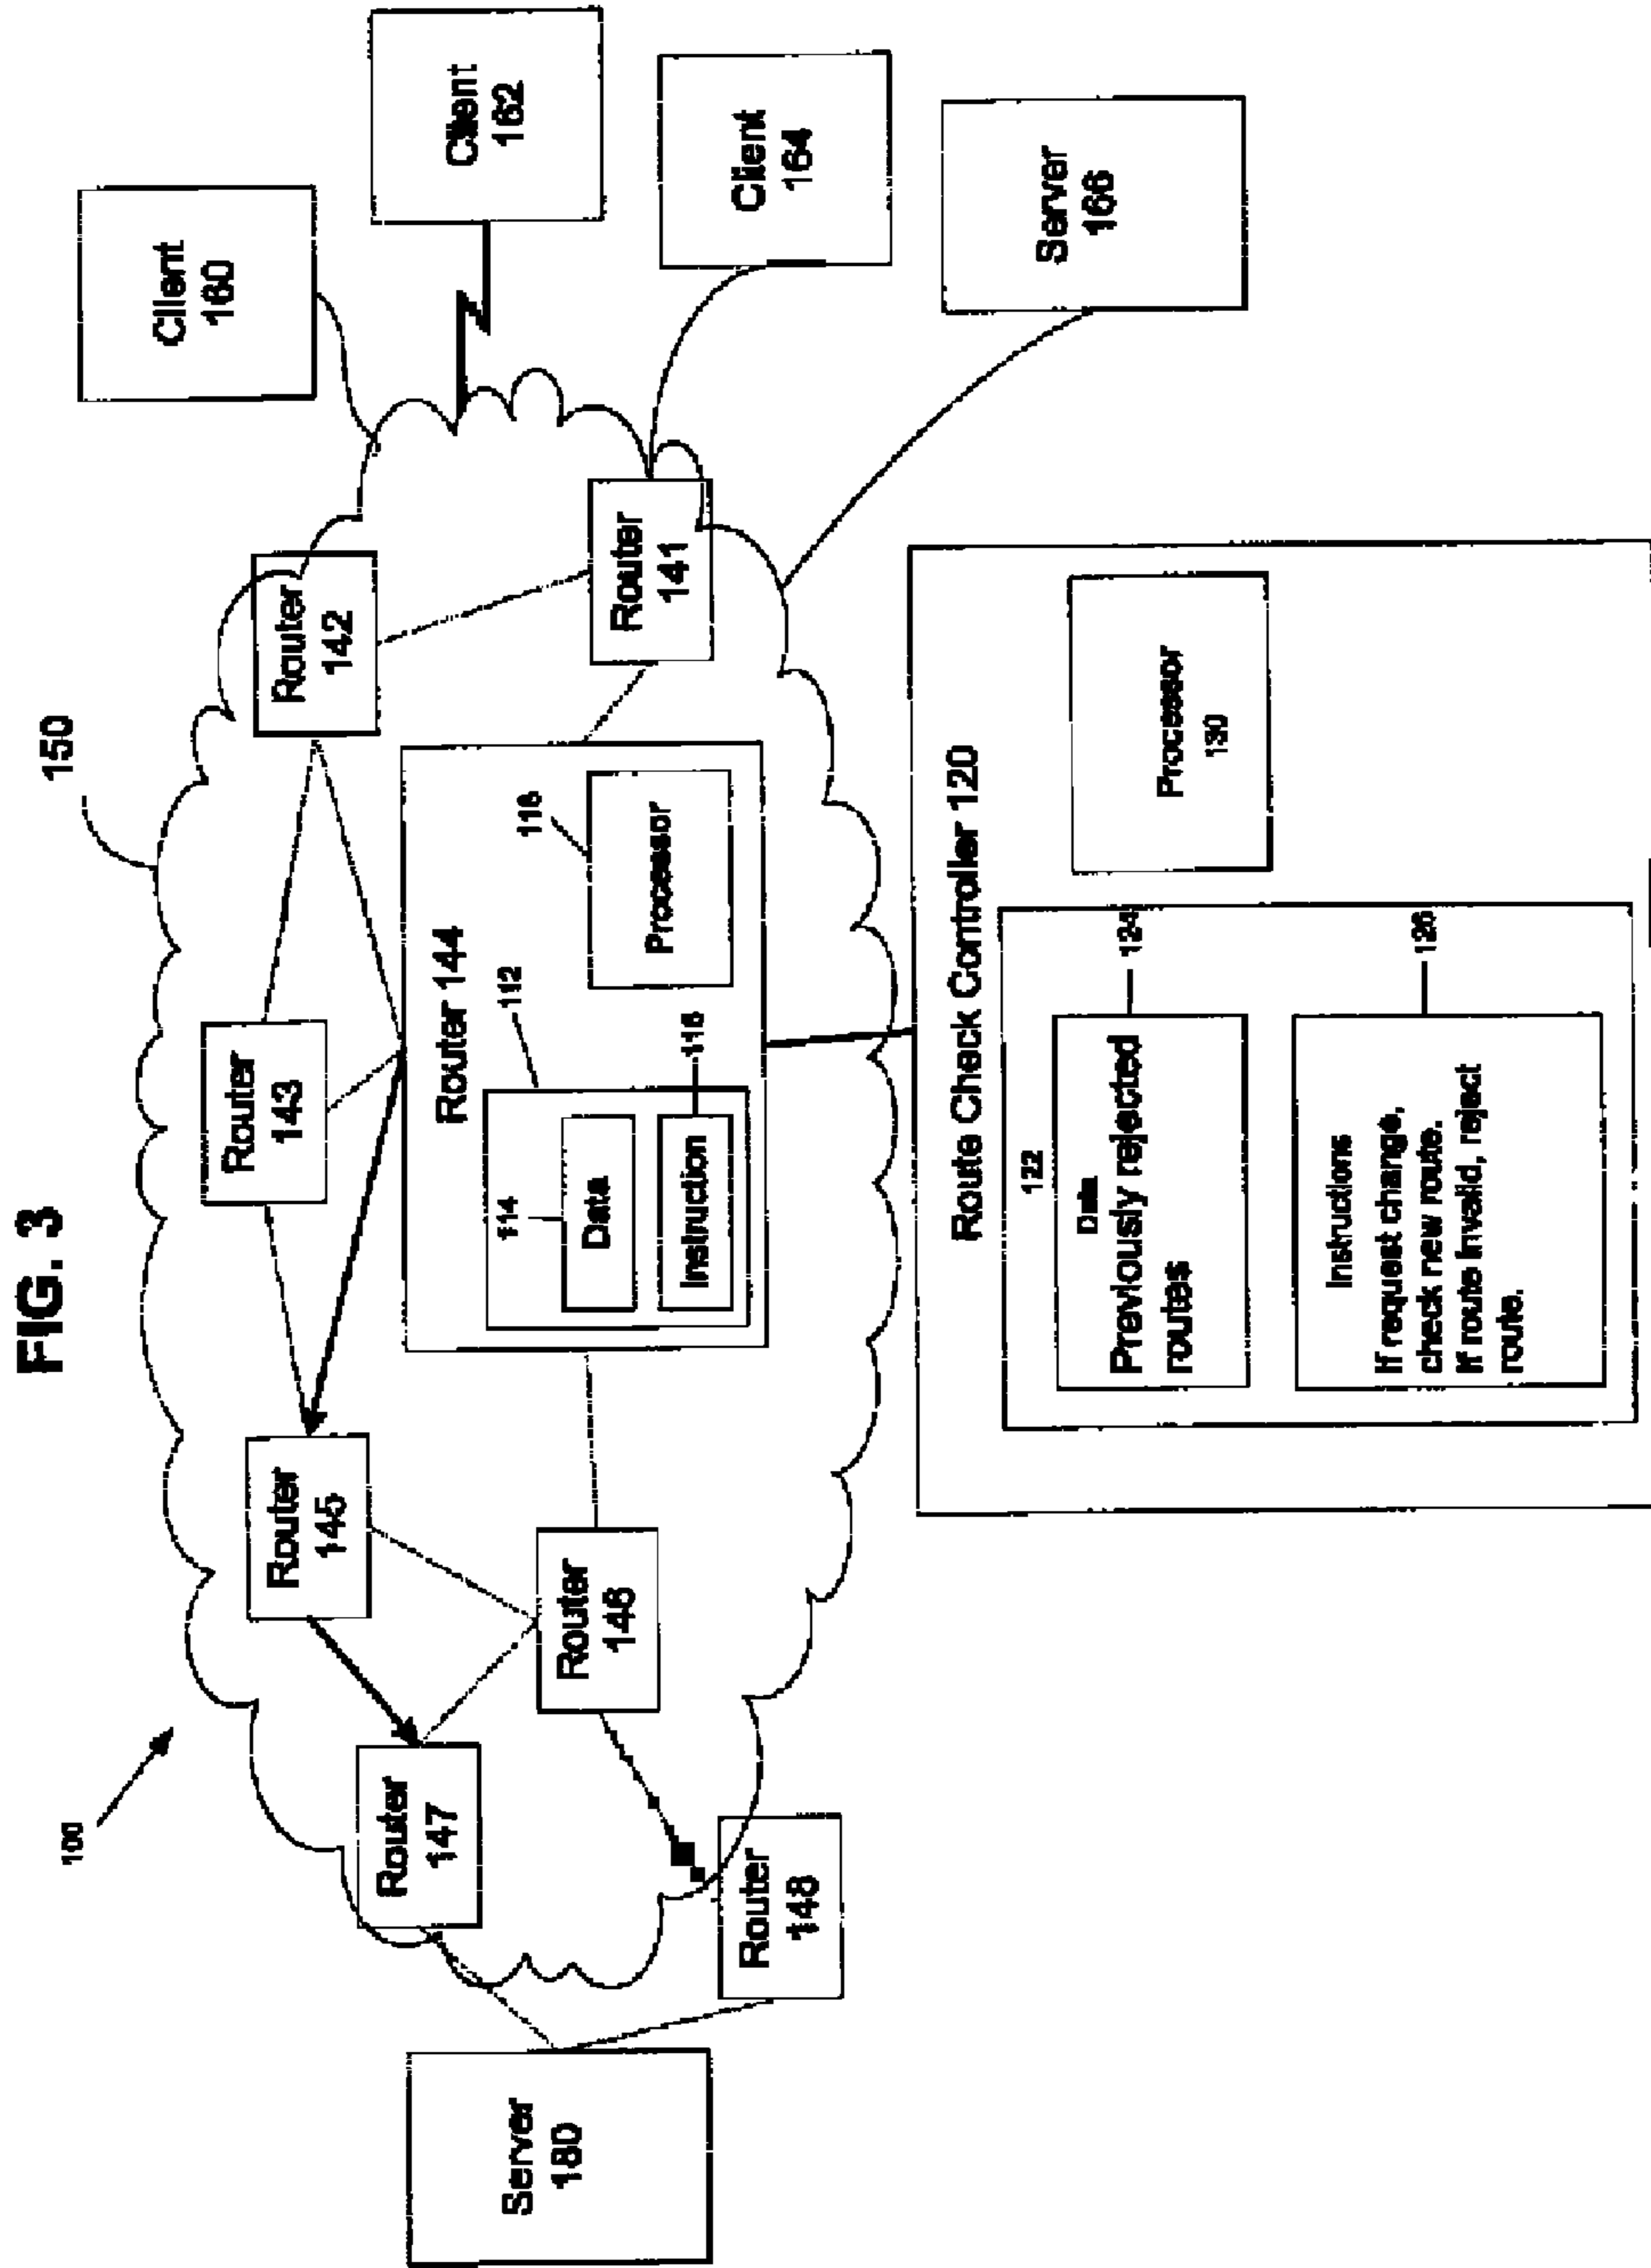 FIG. 3
100
150
Server
180
Router
147
Router
148
Router
145
Router
146
Router
143
Router
142
Router
141
Router 144
112
114
Data
Instruction
116
Processor
118
Client
160
Client
162
Client
164
Server
166
Route Check Controller 120
122
Data
Previously rejected
routes
124
Instructions
If request change,
check new route.
If route invalid, reject
route.
126
Processor
130